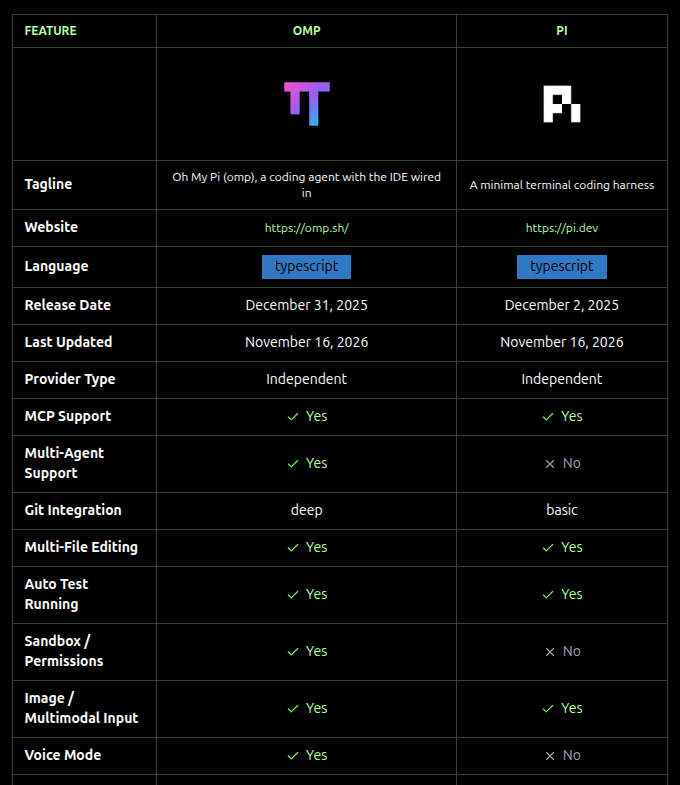 FEATURE OMP PI
Tagline Oh My Pi (omp), a coding agent with the IDE wired in A minimal terminal coding harness
Website https://omp.sh/ https://pi.dev
Language typescript typescript
Release Date December 31, 2025 December 2, 2025
Last Updated November 16, 2026 November 16, 2026
Provider Type Independent Independent
MCP Support Yes Yes
Multi-Agent
Support Yes No
Git Integration deep basic
Multi-File Editing Yes Yes
Auto Test
Running Yes Yes
Sandbox /
Permissions Yes No
Image /
Multimodal Input Yes Yes
Voice Mode Yes No